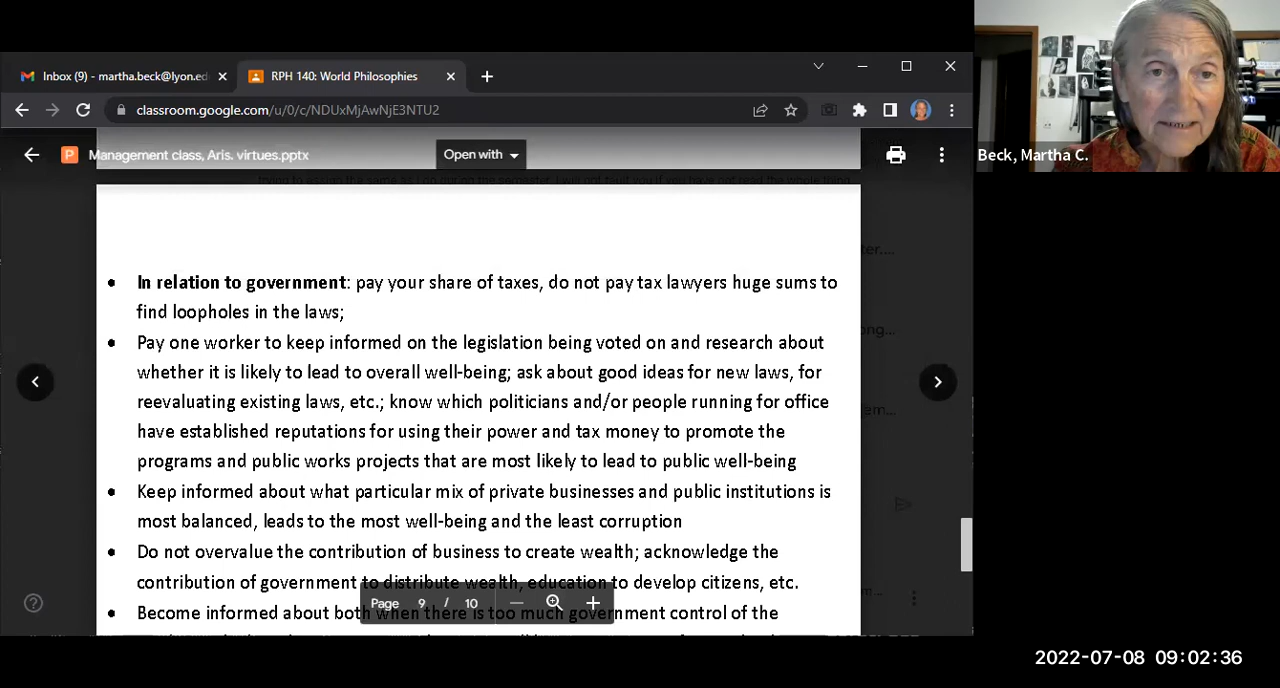 Inbox (9) - martha.beck@lyon.ed
RPH 140: World Philosophies
classroom.google.com/u/0/c/NDUxMjAwNjE3NTU2
Management class, Aris. virtues.pptx
Open with
Beck, Martha C.
• In relation to government: pay your share of taxes, do not pay tax lawyers huge sums to
find loopholes in the laws;
• Pay one worker to keep informed on the legislation being voted on and research about
whether it is likely to lead to overall well-being; ask about good ideas for new laws, for
reevaluating existing laws, etc.; know which politicians and/or people running for office
have established reputations for using their power and tax money to promote the
programs and public works projects that are most likely to lead to public well-being
• Keep informed about what particular mix of private businesses and public institutions is
most balanced, leads to the most well-being and the least corruption
• Do not overvalue the contribution of business to create wealth; acknowledge the
contribution of government to distribute wealth, education to develop citizens, etc.
• Become informed about both when there is too much government control of the
Page 9 / 10
2022-07-08 09:02:36